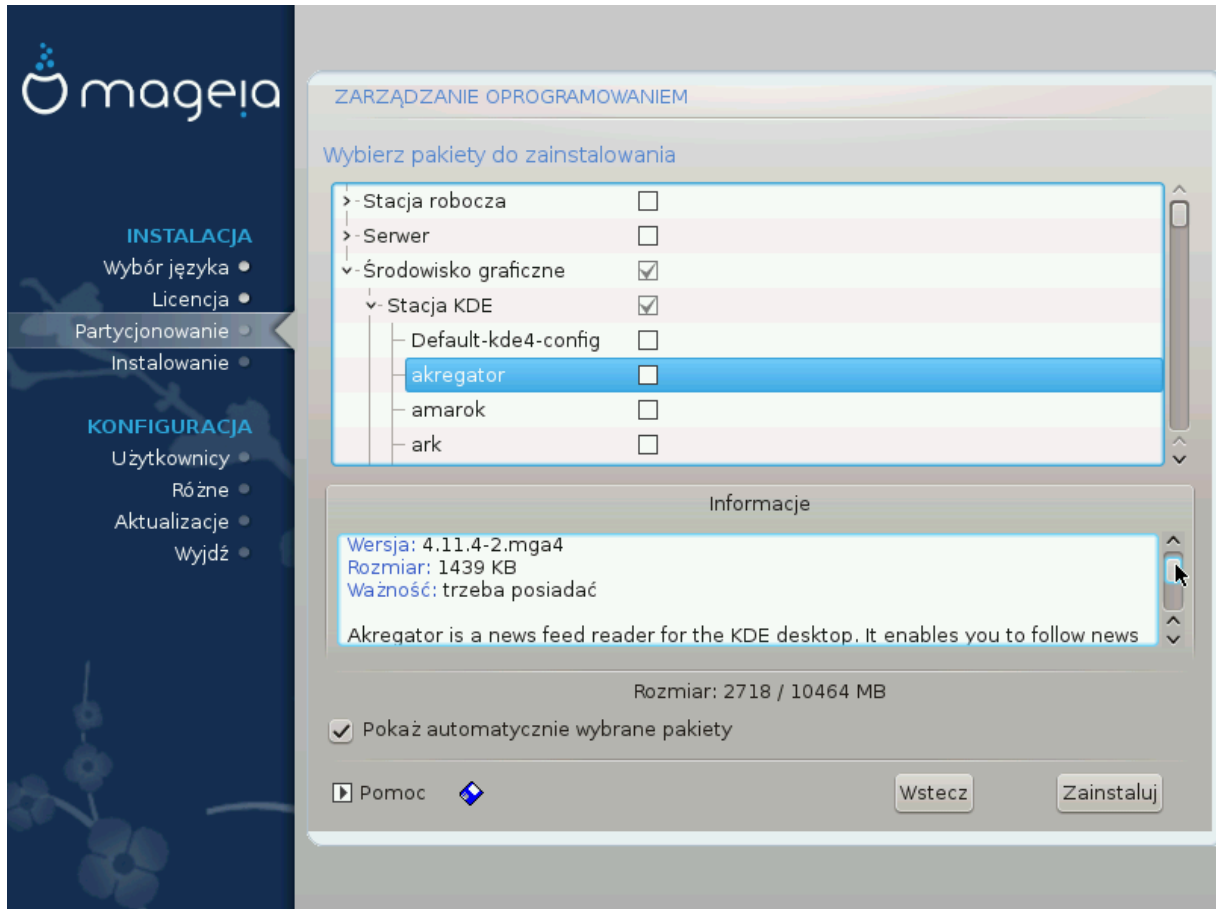 mageia
INSTALACJA
Wybór języka
Licencja
Partycjonowanie
Instalowanie
KONFIGURACJA
Użytkownicy
Różne
Aktualizacje
Wyjdź
ZARZĄDZANIE OPROGRAMOWANIEM
Wybierz pakiety do zainstalowania
Stacja robocza
Serwer
Środowisko graficzne
Stacja KDE
Default-kde4-config
akregator
amarok
ark
Informacje
Wersja: 4.11.4-2.mga4
Rozmiar: 1439 KB
Ważność: trzeba posiadać
Akregator is a news feed reader for the KDE desktop. It enables you to follow news
Rozmiar: 2718 / 10464 MB
Pokaż automatycznie wybrane pakiety
Pomoc
Wstecz
Zainstaluj